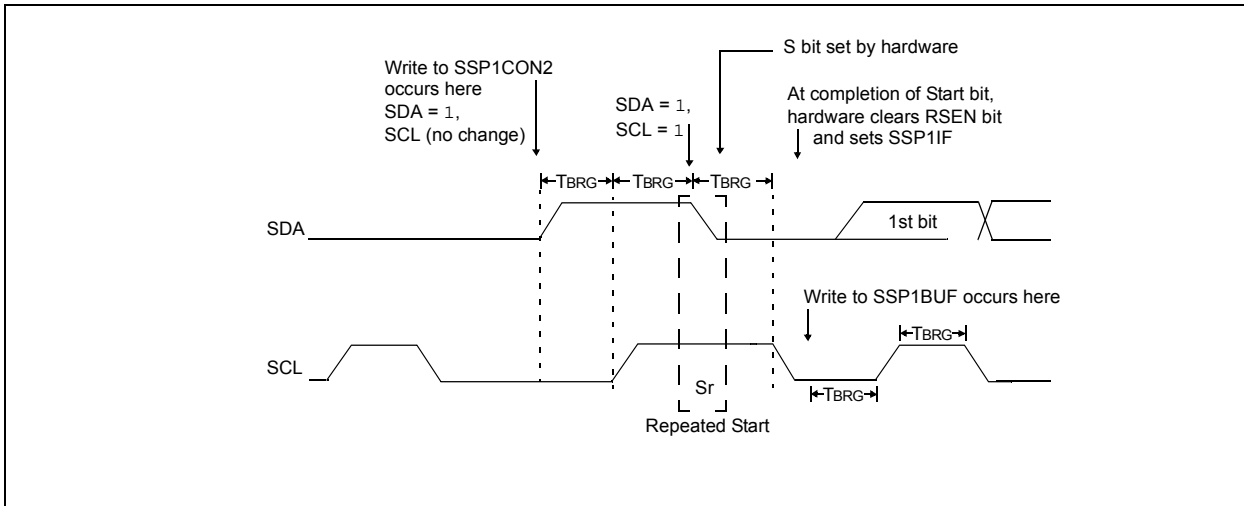 S bit set by hardware
Write to SSP1CON2
occurs here
SDA = 1,
SCL (no change)
SDA = 1,
SCL = 1
At completion of Start bit,
hardware clears RSEN bit
and sets SSP1IF
TBRG TBRG TBRG
SDA
1st bit
Write to SSP1BUF occurs here
TBRG
SCL
Sr
TBRG
Repeated Start